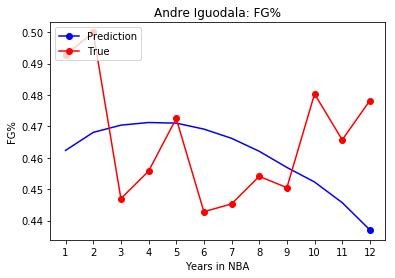 Andre Iguodala: FG%
Prediction
True
FG%
0.50
0.49
0.48
0.47
0.46
0.45
0.44
1 2 3 4 5 6 7 8 9 10 11 12
Years in NBA